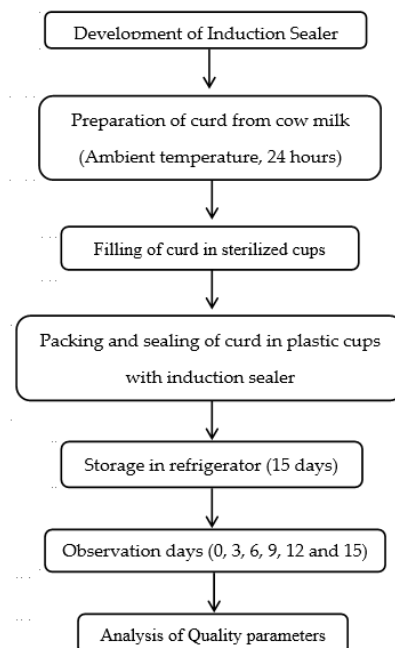 Development of Induction Sealer
Preparation of curd from cow milk
(Ambient temperature, 24 hours)
Filling of curd in sterilized cups
Packing and sealing of curd in plastic cups
with induction sealer
Storage in refrigerator (15 days)
Observation days (0, 3, 6, 9, 12 and 15)
Analysis of Quality parameters